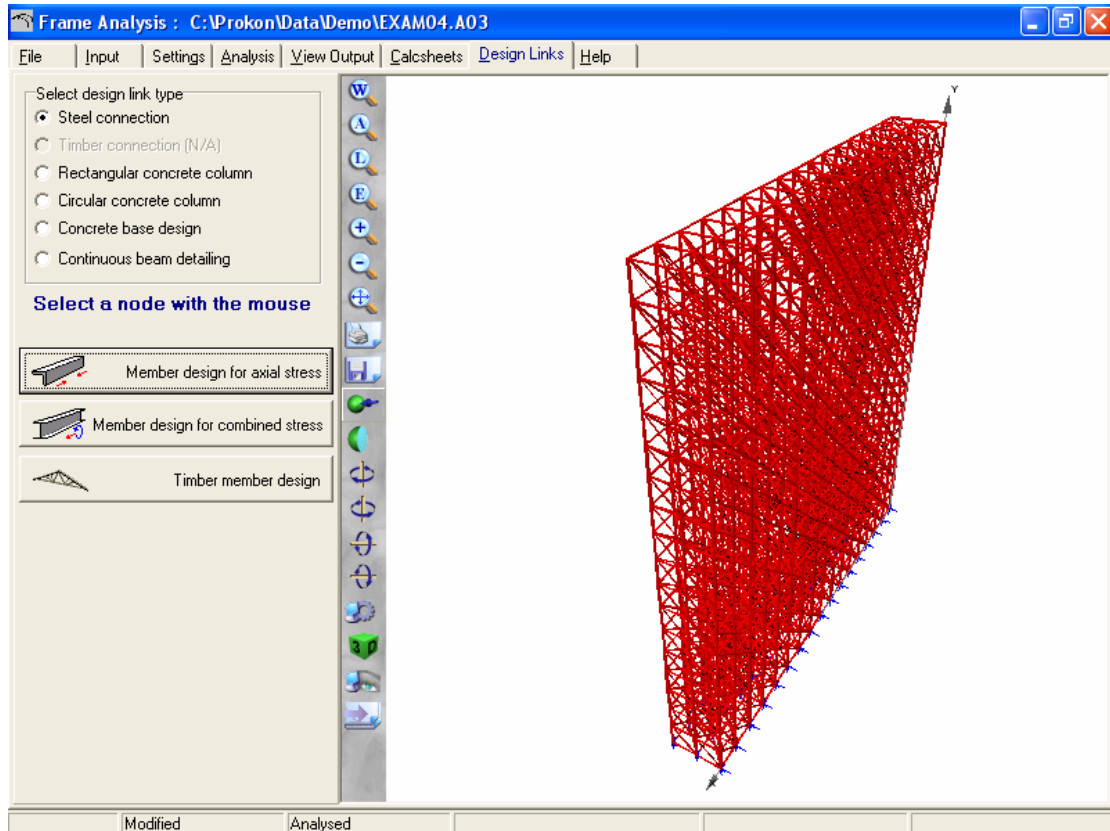 Frame Analysis : C:\Prokon\Data\Demo\EXAM04.A03
File Input Settings Analysis View Output Calcsheets Design Links Help
Select design link type
Steel connection
Timber connection (N/A)
Rectangular concrete column
Circular concrete column
Concrete base design
Continuous beam detailing
Select a node with the mouse
Member design for axial stress
Member design for combined stress
Timber member design
W
A
L
E
3D
Y
Modified Analysed